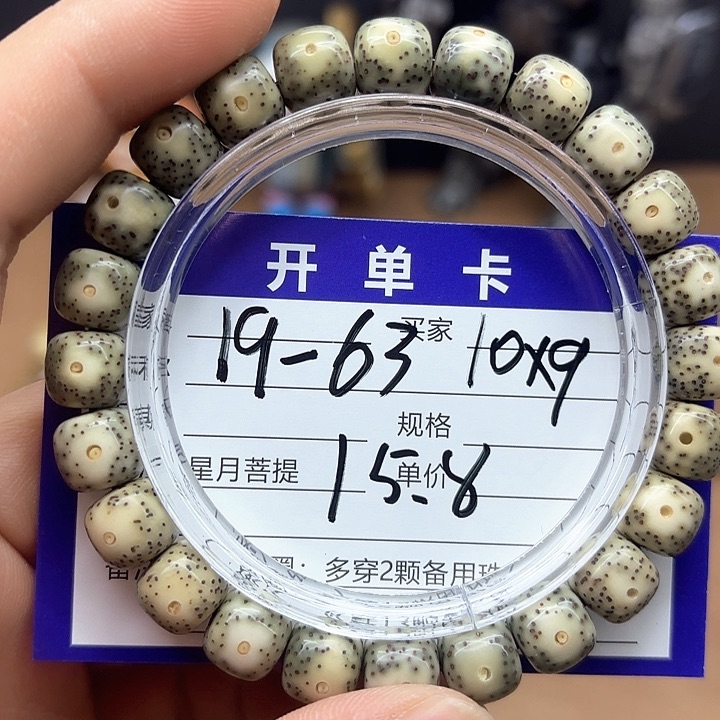 开单卡
买家
19-63 10x9
规格
星月菩提 单价
15.8
多穿2颗备用珠